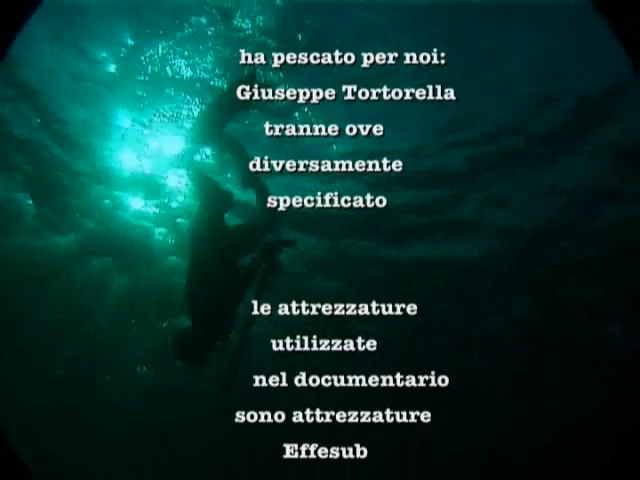 ha pescato per noi:
Giuseppe Tortorella
tranne ove
diversamente
specificato
le attrezzature
utilizzate
nel documentario
sono attrezzature
Effesub